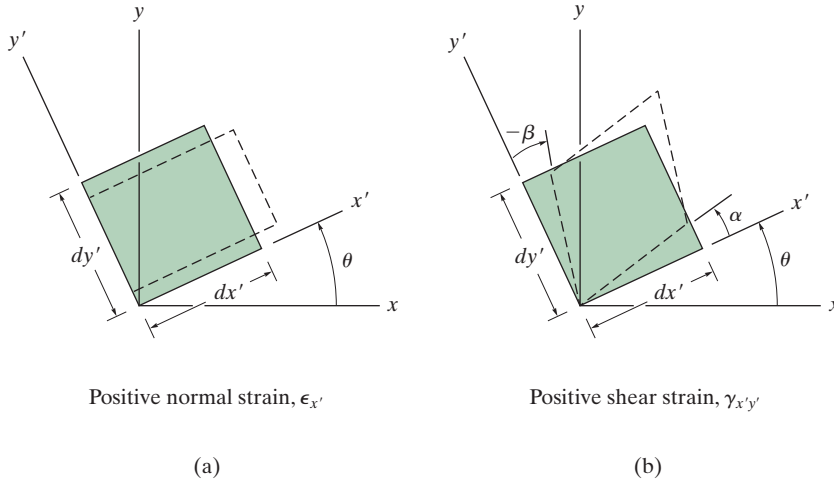 y
y′
x′
dy′
θ
dx′
x
Positive normal strain, ϵx′
(a)
y
y′
−β
x′
α
dy′
θ
dx′
x
Positive shear strain, γx′y′
(b)